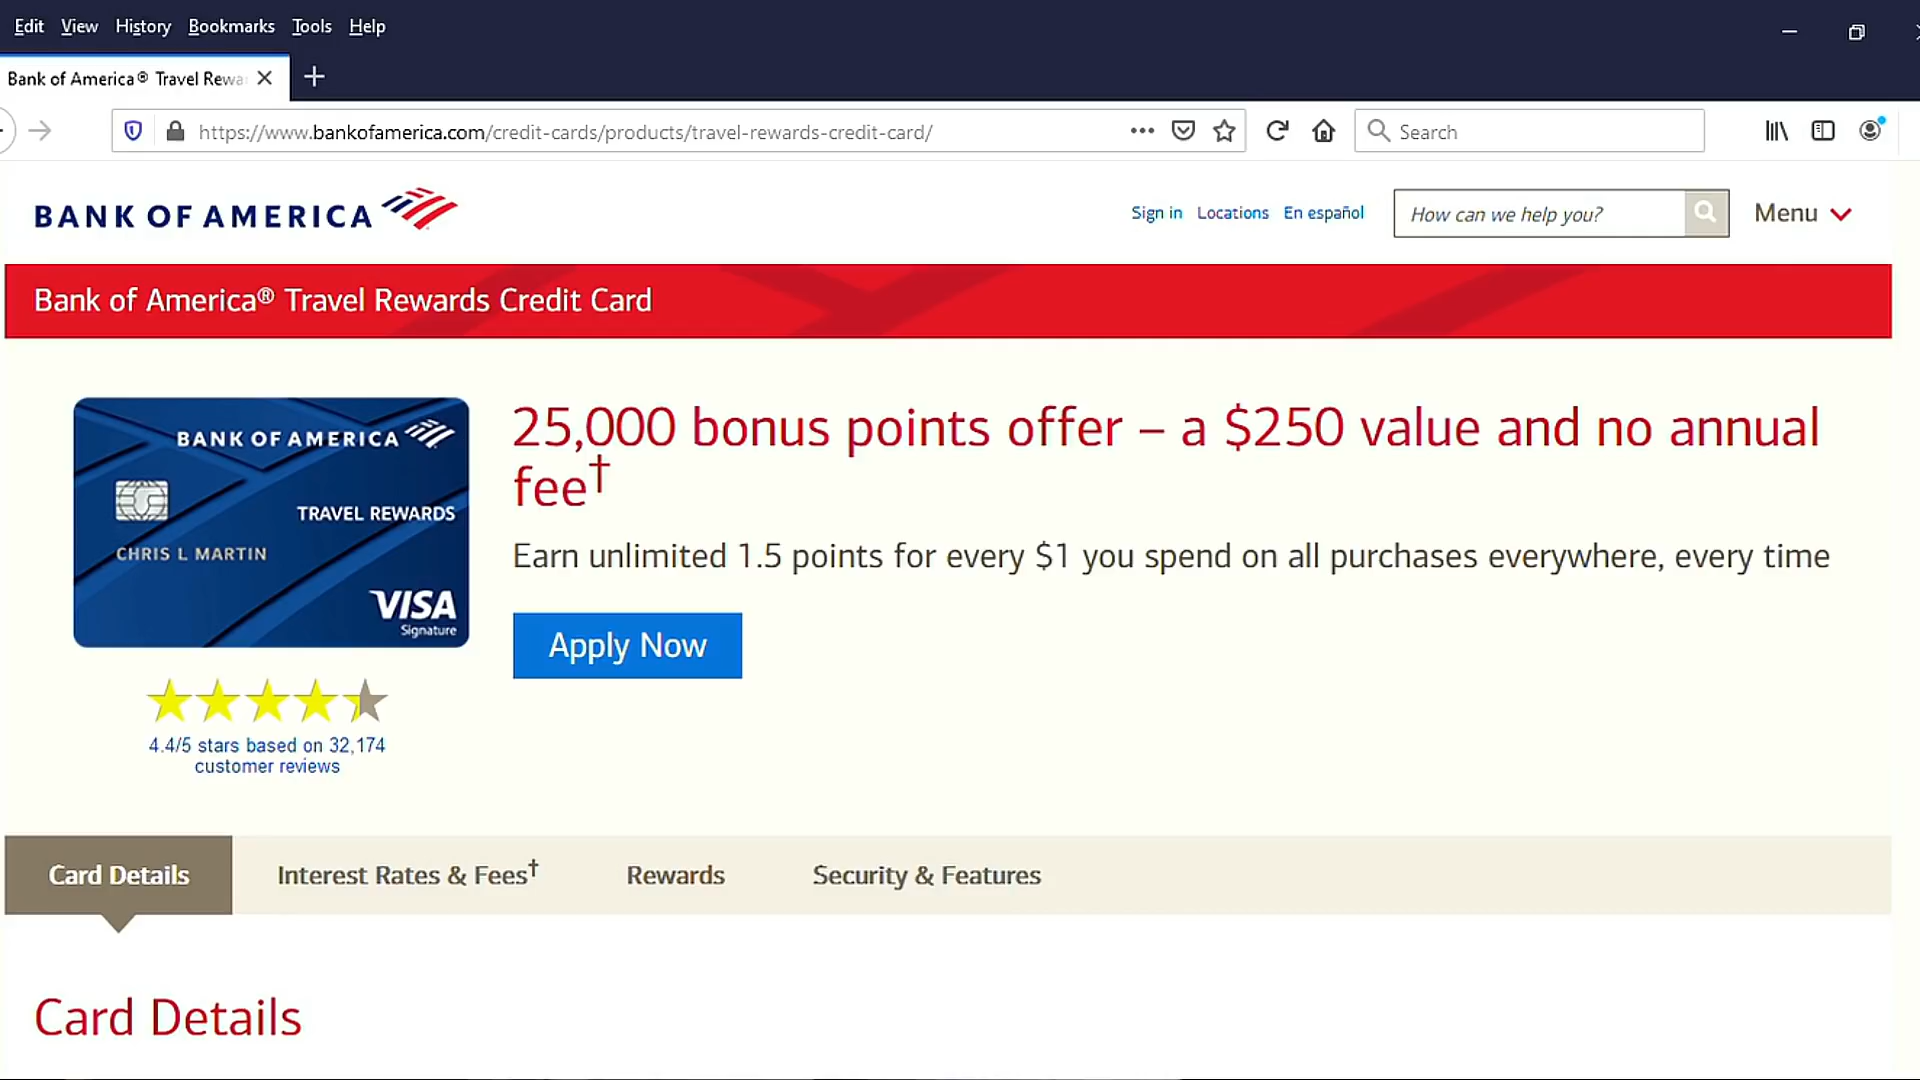 Edit View History Bookmarks Tools Help
Bank of America® Travel Rewa
https://www.bankofamerica.com/credit-cards/products/travel-rewards-credit-card/
Search
BANK OF AMERICA
Sign in Locations En español
How can we help you?
Menu
Bank of America® Travel Rewards Credit Card
BANK OF AMERICA
TRAVEL REWARDS
CHRIS L MARTIN
VISA
Signature
25,000 bonus points offer – a $250 value and no annual
fee†
Earn unlimited 1.5 points for every $1 you spend on all purchases everywhere, every time
Apply Now
4.4/5 stars based on 32,174
customer reviews
Card Details Interest Rates & Fees† Rewards Security & Features
Card Details